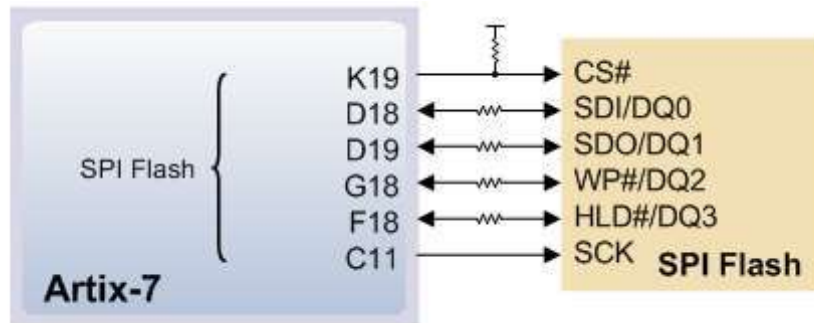 K19 CS#
D18 SDI/DQ0
D19 SDO/DQ1
SPI Flash G18 WP#/DQ2
F18 HLD#/DQ3
C11 SCK
Artix-7 SPI Flash